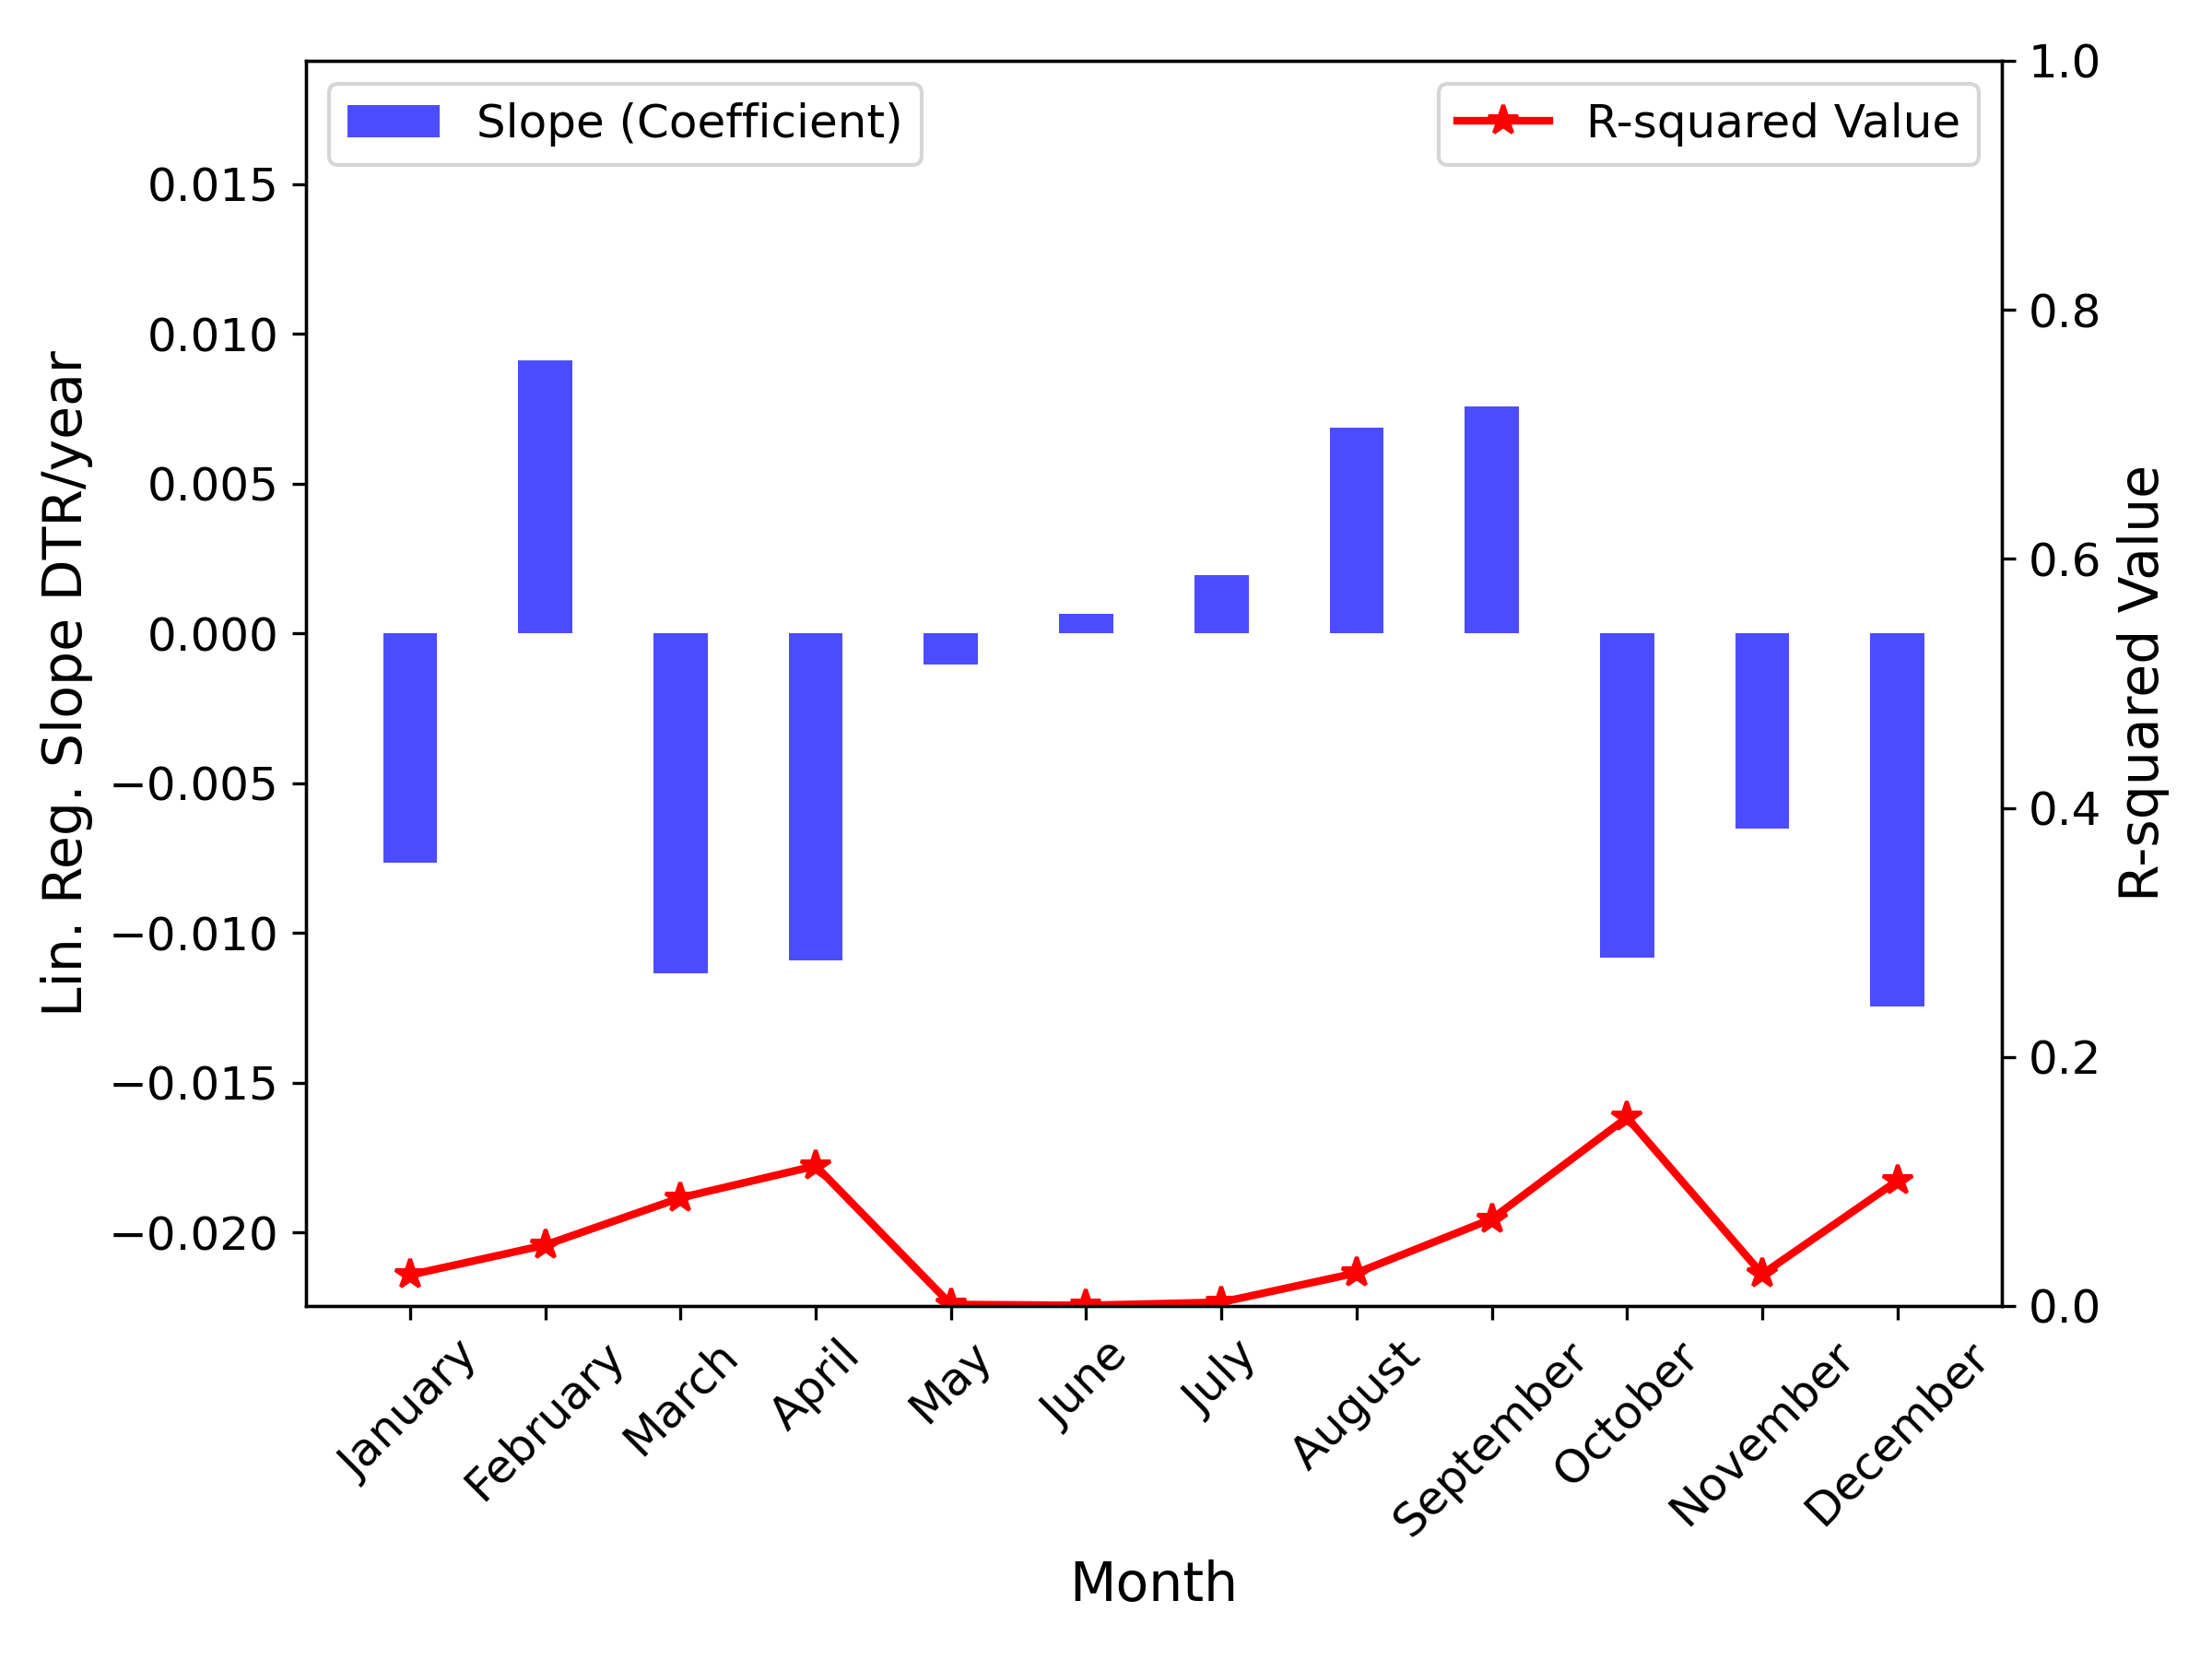 Slope (Coefficient)
R-squared Value
Lin. Reg. Slope DTR/year
0.015
0.010
0.005
0.000
−0.005
−0.010
−0.015
−0.020
1.0
0.8
0.6
0.4
0.2
0.0
R-squared Value
January
February
March
April
May
June
July
August
September
October
November
December
Month